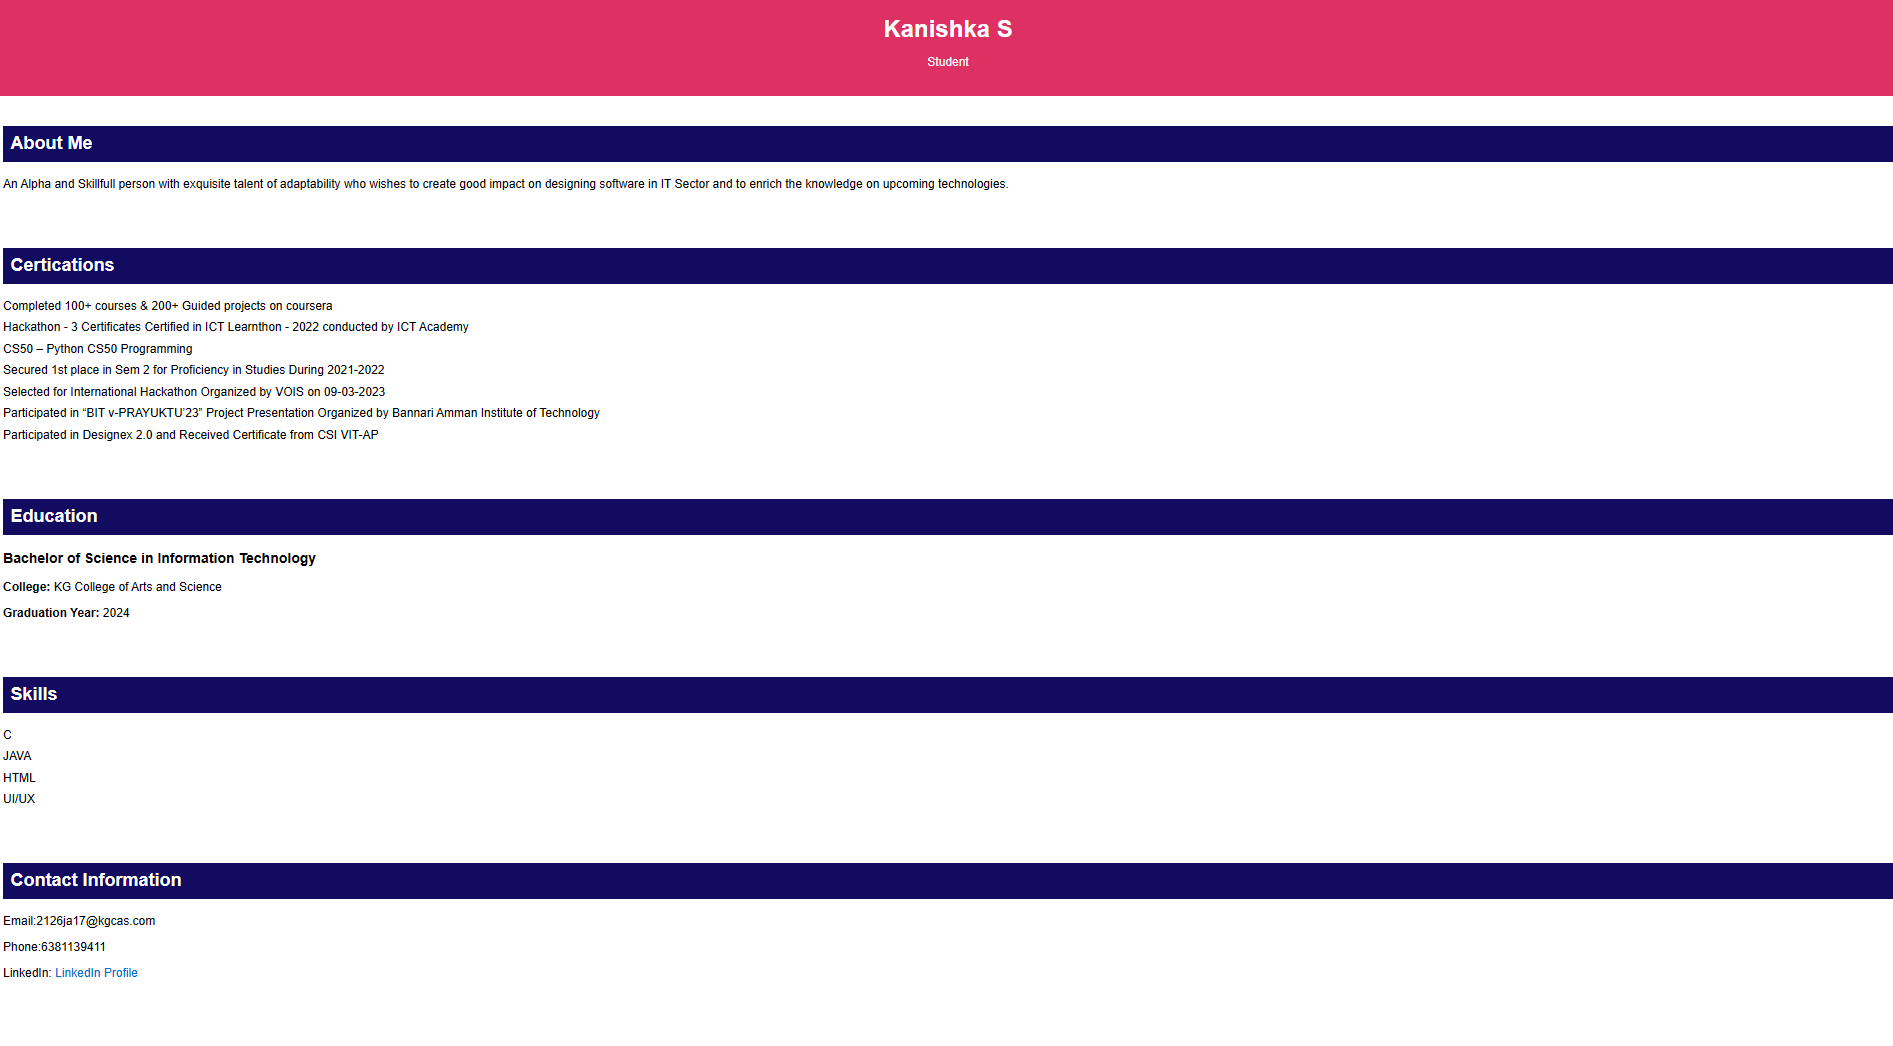 Kanishka S
Student
About Me
An Alpha and Skillfull person with exquisite talent of adaptability who wishes to create good impact on designing software in IT Sector and to enrich the knowledge on upcoming technologies.
Certications
Completed 100+ courses & 200+ Guided projects on coursera
Hackathon - 3 Certificates Certified in ICT Learnthon - 2022 conducted by ICT Academy
CS50 – Python CS50 Programming
Secured 1st place in Sem 2 for Proficiency in Studies During 2021-2022
Selected for International Hackathon Organized by VOIS on 09-03-2023
Participated in “BIT v-PRAYUKTU’23” Project Presentation Organized by Bannari Amman Institute of Technology
Participated in Designex 2.0 and Received Certificate from CSI VIT-AP
Education
Bachelor of Science in Information Technology
College: KG College of Arts and Science
Graduation Year: 2024
Skills
C
JAVA
HTML
UI/UX
Contact Information
Email:2126ja17@kgcas.com
Phone:6381139411
LinkedIn: LinkedIn Profile